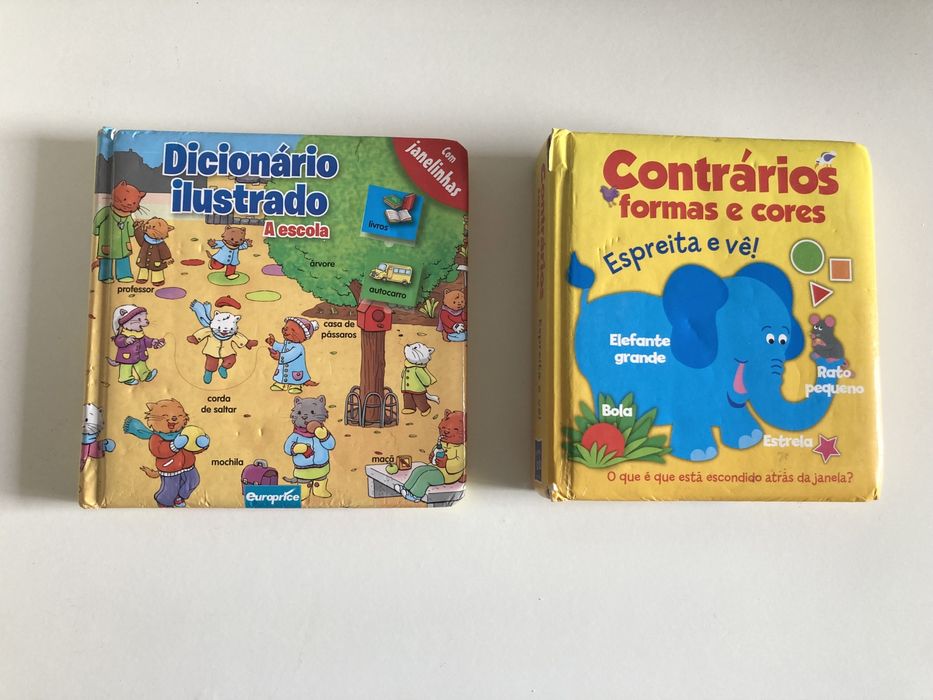 Dicionário
ilustrado
A escola
Com
janelinhas
livros
árvore
autocarro
professor
casa de
pássaros
corda
de saltar
mochila
maçã
europrice
Contrários
formas e cores
Espreita e vê!
Elefante
grande
Rato
pequeno
Bola
Estrela
O que é que está escondido atrás da janela?